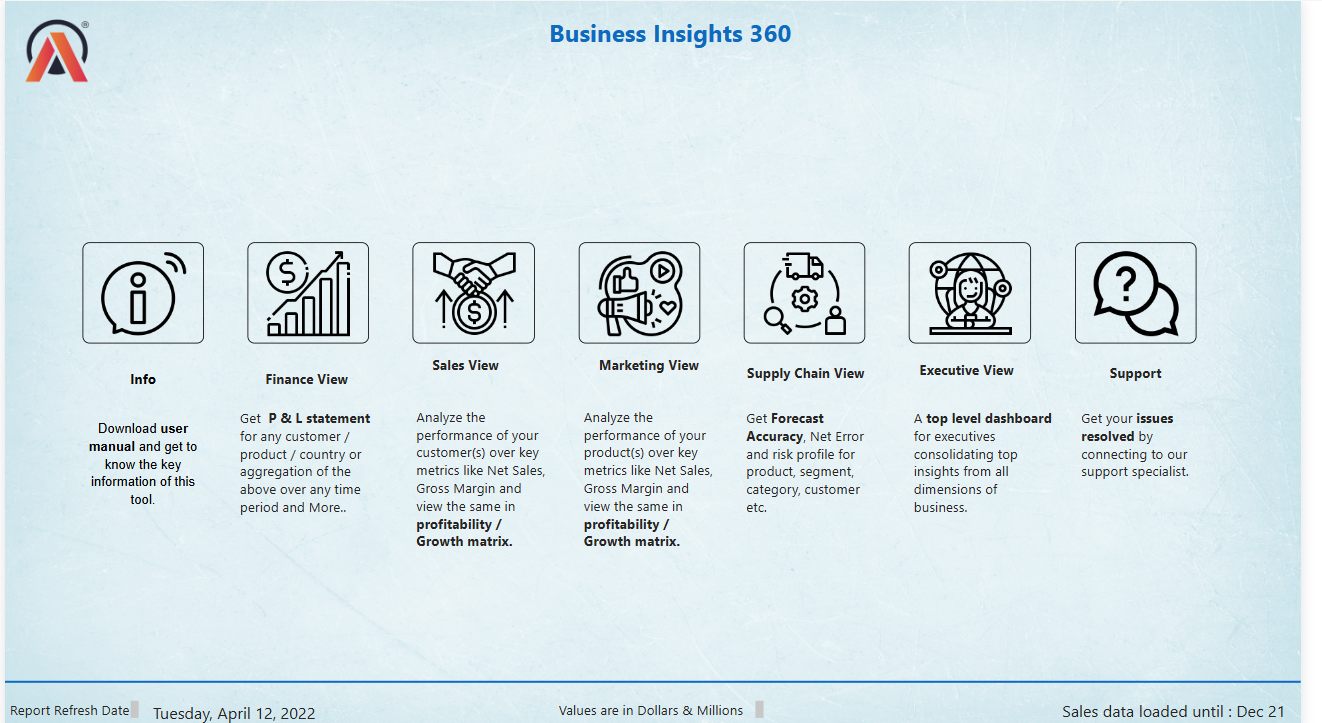 ®
Business Insights 360
Info
Download user
manual and get to
know the key
information of this
tool.
Finance View
Get P & L statement
for any customer /
product / country or
aggregation of the
above over any time
period and More..
Sales View
Analyze the
performance of your
customer(s) over key
metrics like Net Sales,
Gross Margin and
view the same in
profitability /
Growth matrix.
Marketing View
Analyze the
performance of your
product(s) over key
metrics like Net Sales,
Gross Margin and
view the same in
profitability /
Growth matrix.
Supply Chain View
Get Forecast
Accuracy, Net Error
and risk profile for
product, segment,
category, customer
etc.
Executive View
A top level dashboard
for executives
consolidating top
insights from all
dimensions of
business.
Support
Get your issues
resolved by
connecting to our
support specialist.
Report Refresh Date
Tuesday, April 12, 2022
Values are in Dollars & Millions
Sales data loaded until : Dec 21